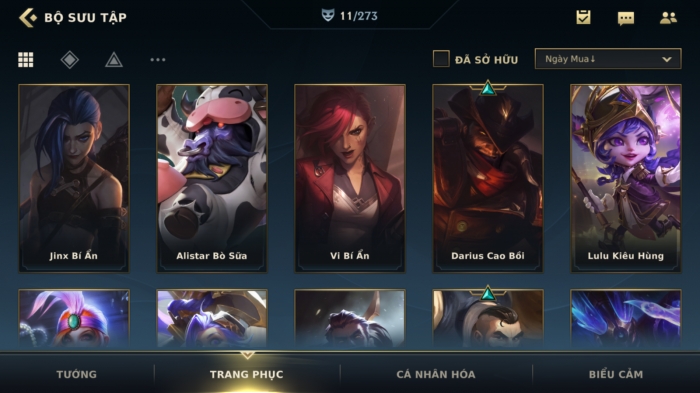 BỘ SƯU TẬP
11/273
ĐÃ SỞ HỮU
Ngày Mua↓
Jinx Bí Ẩn
Alistar Bò Sữa
Vi Bí Ẩn
Darius Cao Bồi
Lulu Kiêu Hùng
TƯỚNG
TRANG PHỤC
CÁ NHÂN HÓA
BIỂU CẢM